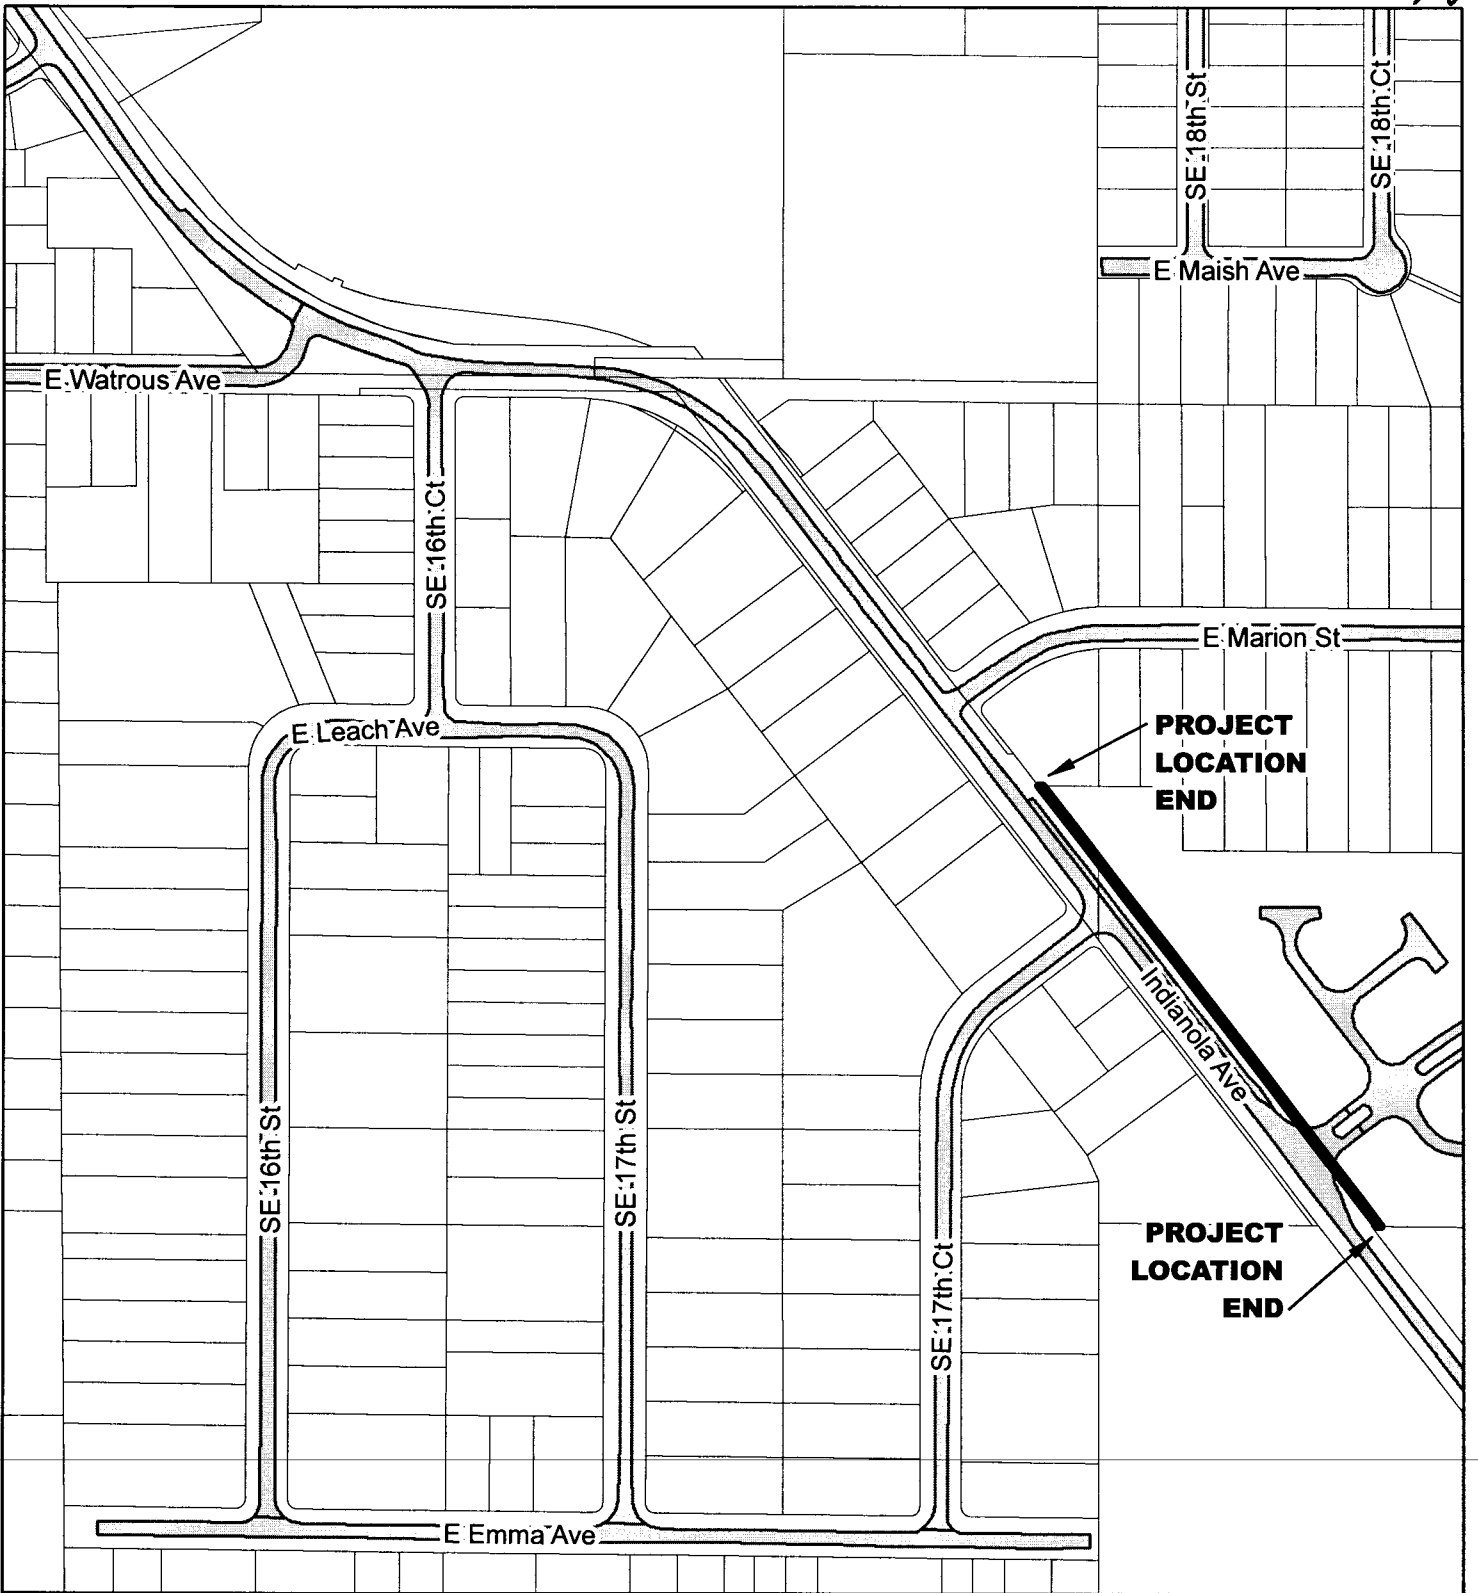 SE 18th St
SE 18th Ct
E Maish Ave
E Watrous Ave
SE 16th Ct
E Marion St
E Leach Ave
PROJECT
LOCATION
END
Indianola Ave
SE 16th St
SE 17th St
SE 17th Ct
PROJECT
LOCATION
END
E Emma Ave